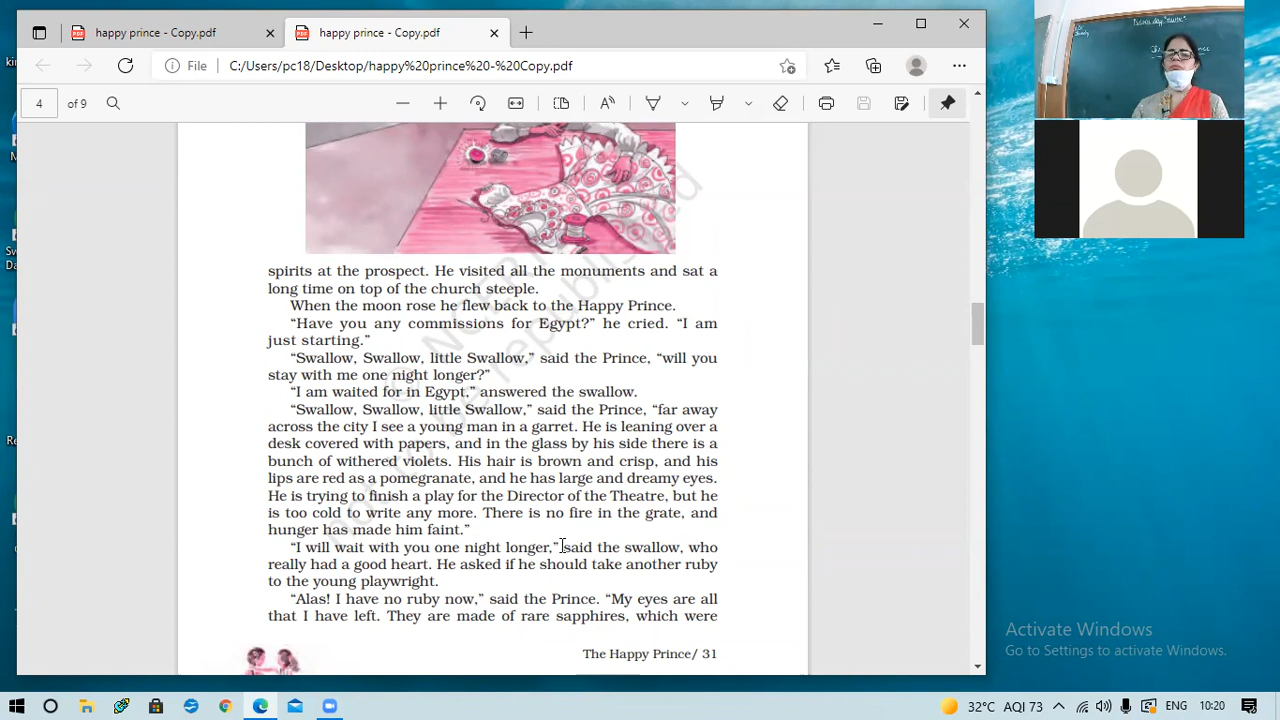 happy prince - Copy.pdf
happy prince - Copy.pdf
File
C:/Users/pc18/Desktop/happy%20prince%20-%20Copy.pdf
4
of 9
spirits at the prospect. He visited all the monuments and sat a
long time on top of the church steeple.
When the moon rose he flew back to the Happy Prince.
“Have you any commissions for Egypt?” he cried. “I am
just starting.”
“Swallow, Swallow, little Swallow,” said the Prince, “will you
stay with me one night longer?”
“I am waited for in Egypt,” answered the swallow.
“Swallow, Swallow, little Swallow,” said the Prince, “far away
across the city I see a young man in a garret. He is leaning over a
desk covered with papers, and in the glass by his side there is a
bunch of withered violets. His hair is brown and crisp, and his
lips are red as a pomegranate, and he has large and dreamy eyes.
He is trying to finish a play for the Director of the Theatre, but he
is too cold to write any more. There is no fire in the grate, and
hunger has made him faint.”
“I will wait with you one night longer,” said the swallow, who
really had a good heart. He asked if he should take another ruby
to the young playwright.
“Alas! I have no ruby now,” said the Prince. “My eyes are all
that I have left. They are made of rare sapphires, which were
The Happy Prince/ 31
© NCERT
not to be republished
Activate Windows
Go to Settings to activate Windows.
32°C AQI 73
ENG
10:20